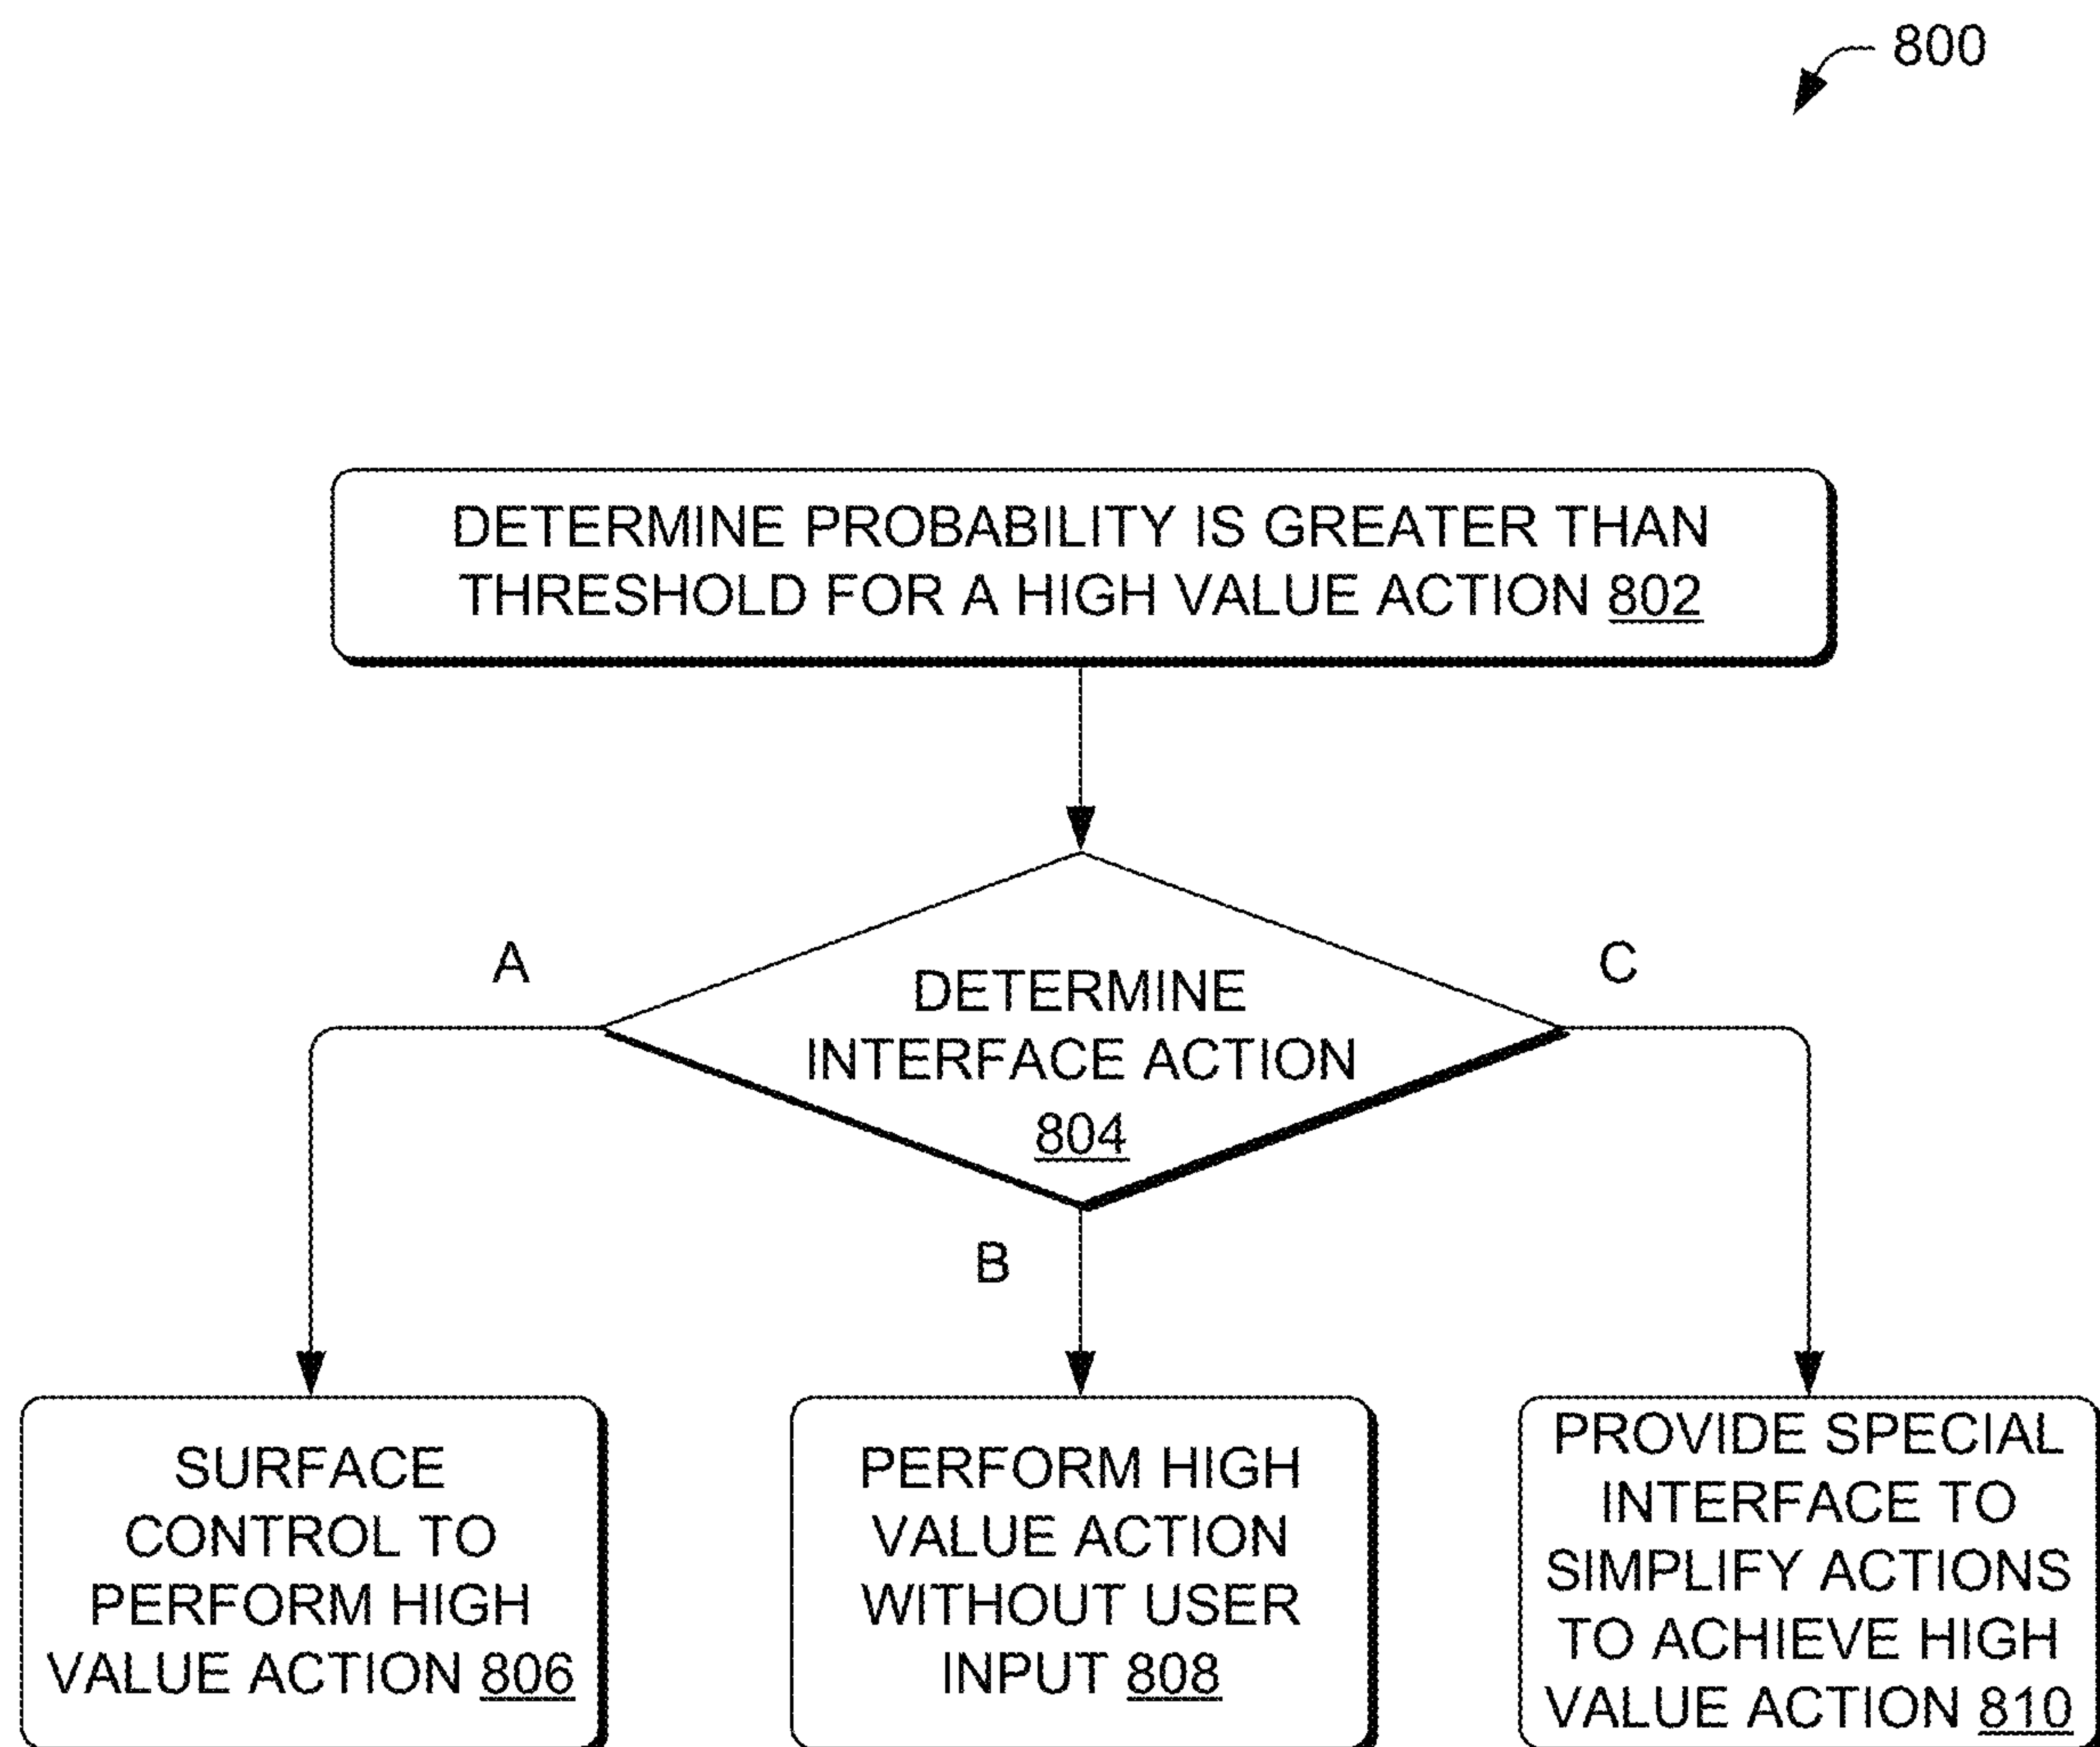 800
DETERMINE PROBABILITY IS GREATER THAN
THRESHOLD FOR A HIGH VALUE ACTION 802
A
C
DETERMINE
INTERFACE ACTION
804
B
SURFACE
CONTROL TO
PERFORM HIGH
VALUE ACTION 806
PERFORM HIGH
VALUE ACTION
WITHOUT USER
INPUT 808
PROVIDE SPECIAL
INTERFACE TO
SIMPLIFY ACTIONS
TO ACHIEVE HIGH
VALUE ACTION 810